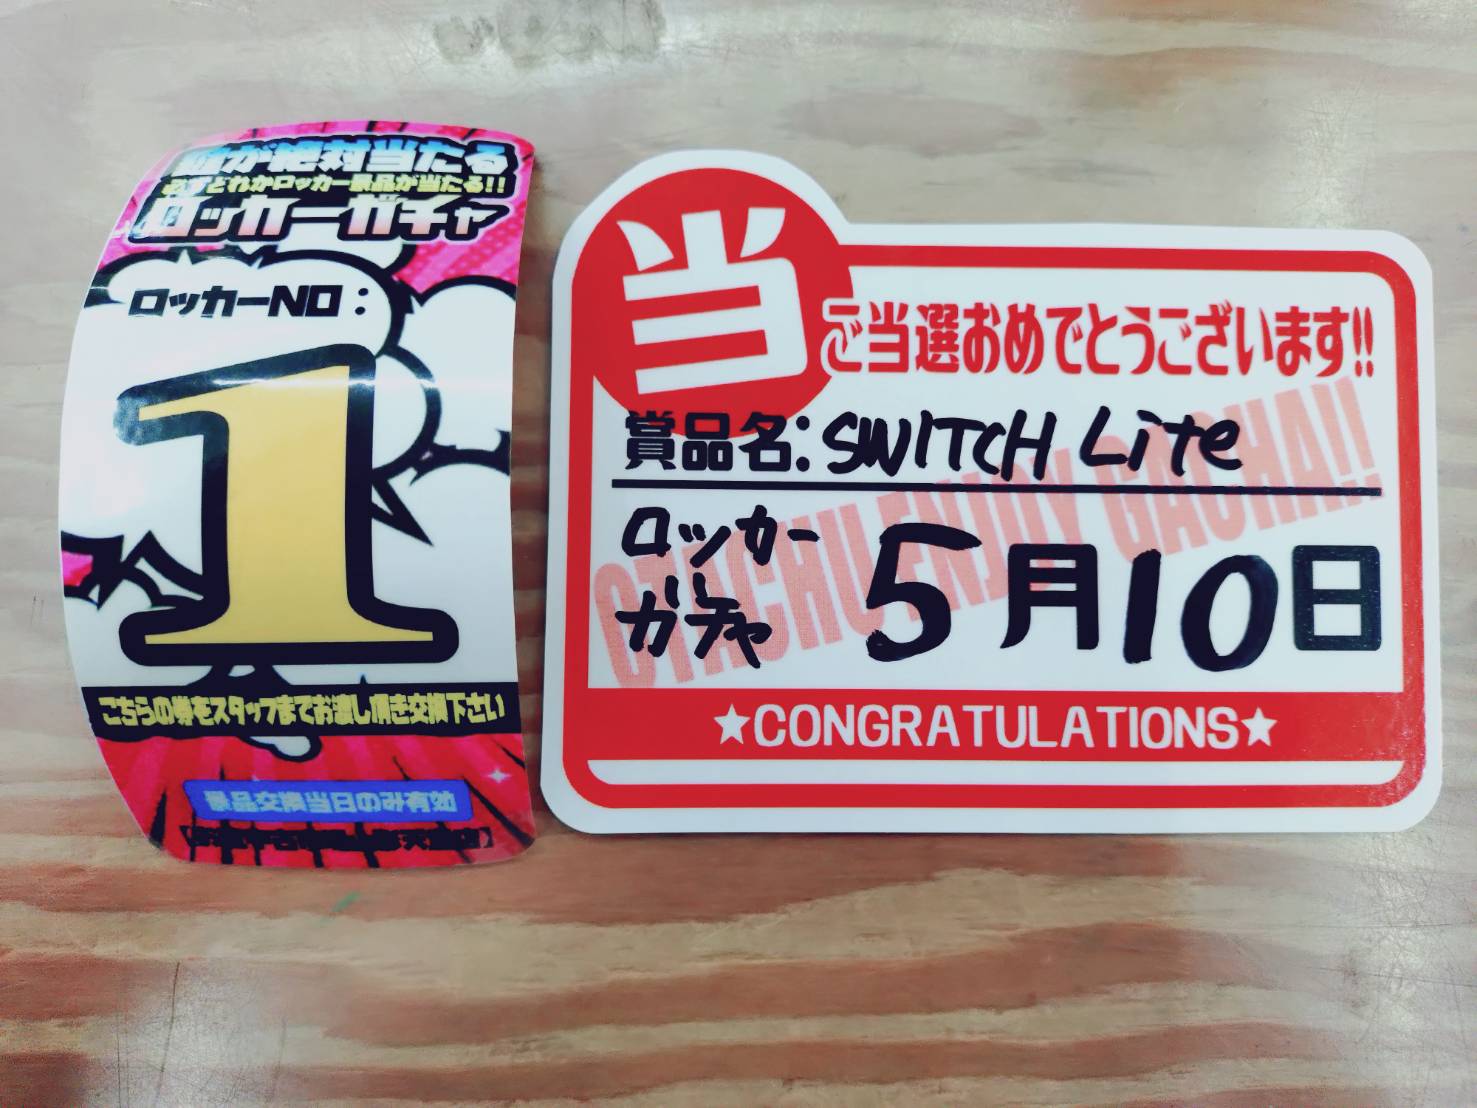 が絶対当たる
必ずどれかロッカー景品が当たる!!
ロッカーガチャ
ロッカーNO：
1
こちらの券をスタッフまでお渡し頂き交換下さい
景品交換当日のみ有効
当
ご当選おめでとうございます!!
賞品名：SWITCH Lite
ロッカー
ガチャ
5月10日
OTACHU ENJOY GACHA!!
★CONGRATULATIONS★